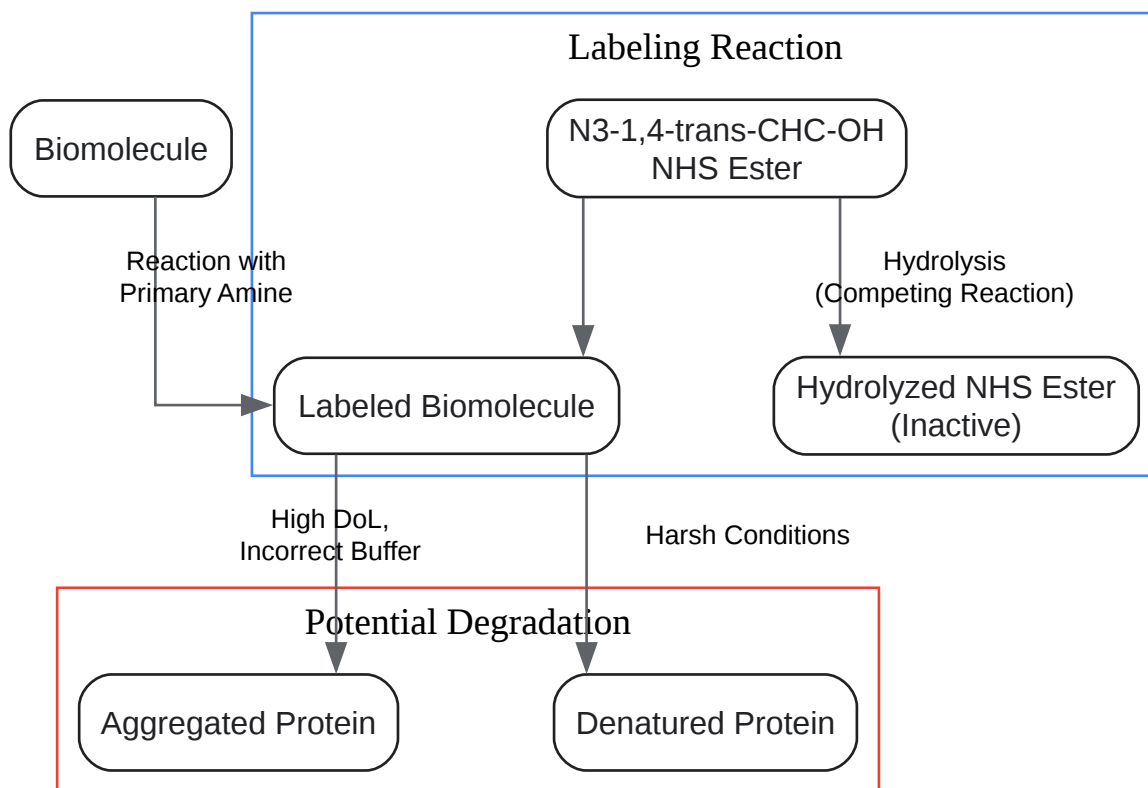 Labeling Reaction
Biomolecule
N3-1,4-trans-CHC-OH
NHS Ester
Reaction with
Primary Amine
Hydrolysis
(Competing Reaction)
Labeled Biomolecule
Hydrolyzed NHS Ester
(Inactive)
High DoL,
Incorrect Buffer
Harsh Conditions
Potential Degradation
Aggregated Protein
Denatured Protein